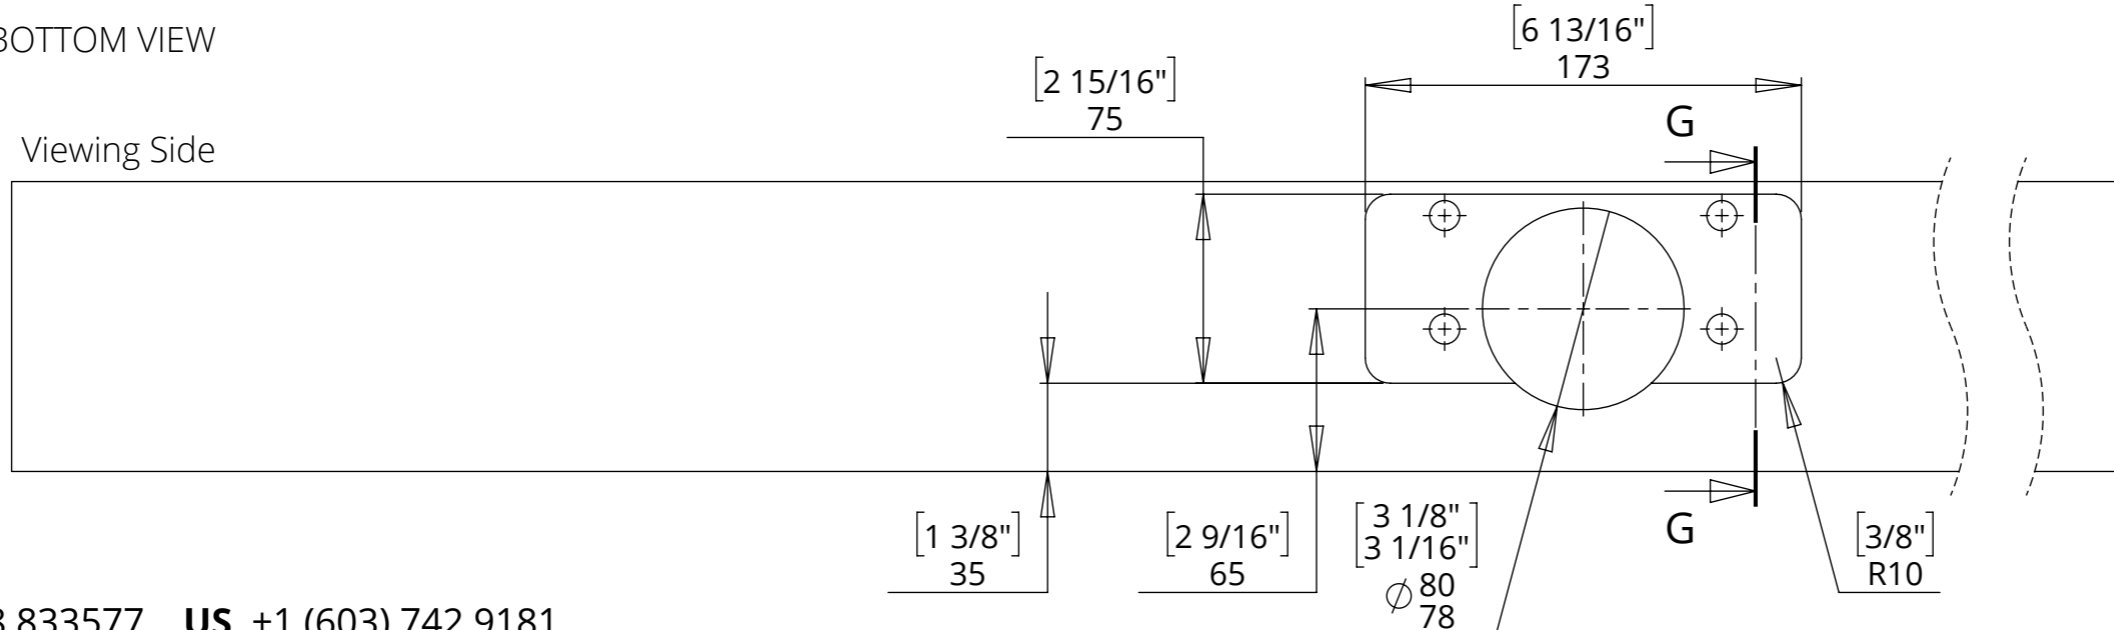 BOTTOM VIEW
[6 13/16"]
173
[2 15/16"]
75
G
Viewing Side
[1 3/8"]
35
[2 9/16"]
65
[3 1/8"
3 1/16"]
⌀ 80
78
G
[3/8"]
R10
833577 US +1 (603) 742 9181